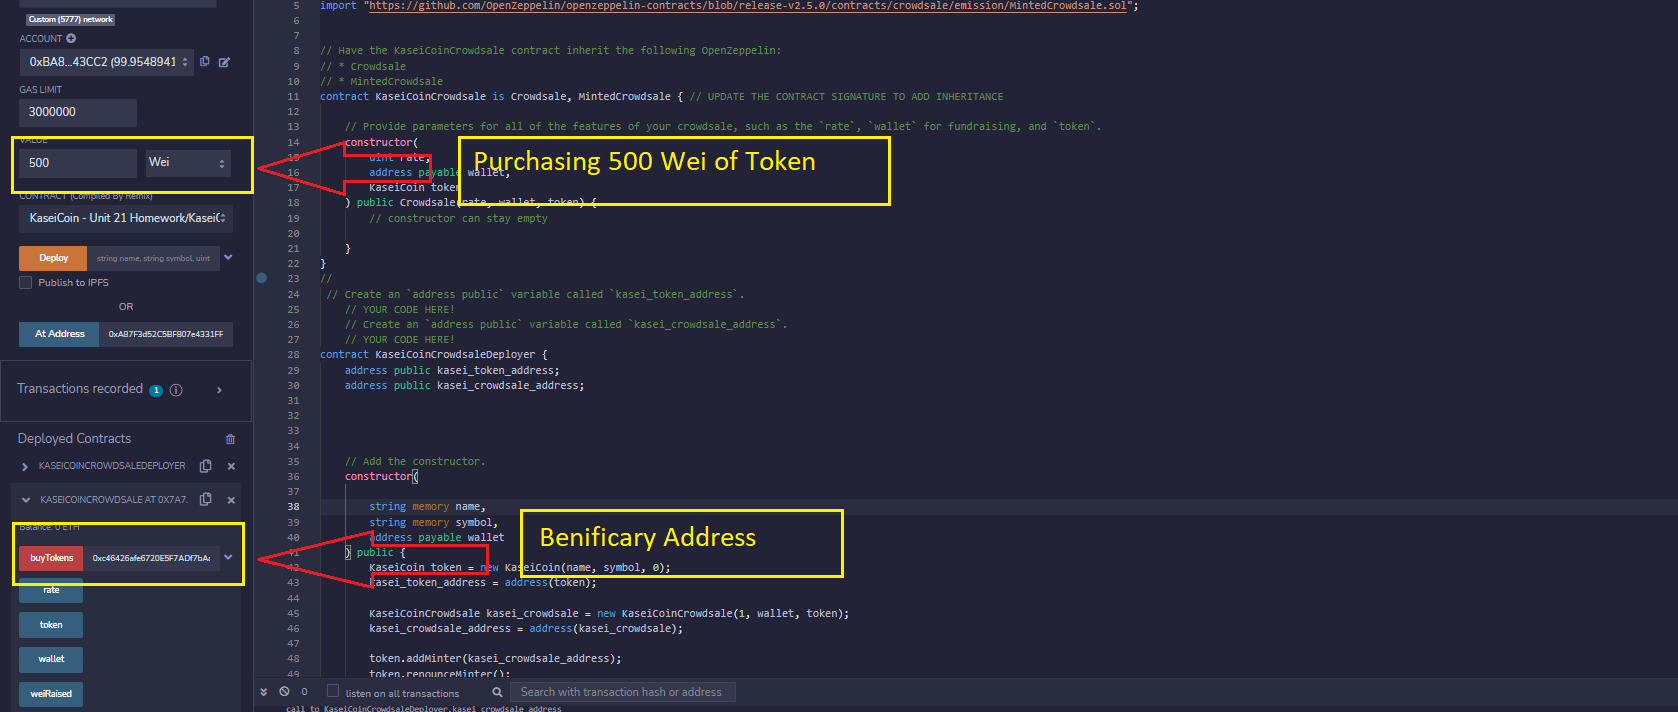 Custom (5777) network
ACCOUNT
0xBA8...43CC2 (99.9548941
GAS LIMIT
3000000
VALUE
500
Wei
CONTRACT (Compiled By Remix)
KaseiCoin - Unit 21 Homework/KaseiC
Deploy
string name, string symbol, uint
Publish to IPFS
OR
At Address
0xA87F3d52C5BF807e4331FF
Transactions recorded 1
Deployed Contracts
KASEICOINCROWDSALEDEPLOYER
KASEICOINCROWDSALE AT 0X7A7.
Balance: 0 ETH
buyTokens
0xc46426afe6720E5F7ADf7bA
rate
token
wallet
weiRaised
5 import "https://github.com/OpenZeppelin/openzeppelin-contracts/blob/release-v2.5.0/contracts/crowdsale/emission/MintedCrowdsale.sol";
6
7
8 // Have the KaseiCoinCrowdsale contract inherit the following OpenZeppelin:
9 // * Crowdsale
10 // * MintedCrowdsale
11 contract KaseiCoinCrowdsale is Crowdsale, MintedCrowdsale { // UPDATE THE CONTRACT SIGNATURE TO ADD INHERITANCE
12
13 // Provide parameters for all of the features of your crowdsale, such as the `rate`, `wallet` for fundraising, and `token`.
14 constructor(
15 uint rate,
16 address payable wallet,
17 KaseiCoin token
18 ) public Crowdsale(rate, wallet, token) {
19 // constructor can stay empty
20
21 }
22 }
23 //
24 // Create an `address public` variable called `kasei_token_address`.
25 // YOUR CODE HERE!
26 // Create an `address public` variable called `kasei_crowdsale_address`.
27 // YOUR CODE HERE!
28 contract KaseiCoinCrowdsaleDeployer {
29 address public kasei_token_address;
30 address public kasei_crowdsale_address;
31
32
33
34
35 // Add the constructor.
36 constructor(
37
38 string memory name,
39 string memory symbol,
40 address payable wallet
41 ) public {
42 KaseiCoin token = new KaseiCoin(name, symbol, 0);
43 kasei_token_address = address(token);
44
45 KaseiCoinCrowdsale kasei_crowdsale = new KaseiCoinCrowdsale(1, wallet, token);
46 kasei_crowdsale_address = address(kasei_crowdsale);
47
48 token.addMinter(kasei_crowdsale_address);
49 token.renounceMinter();
Purchasing 500 Wei of Token
Benificary Address
0
listen on all transactions
Search with transaction hash or address
call to KaseiCoinCrowdsaleDeployer.kasei_crowdsale_address